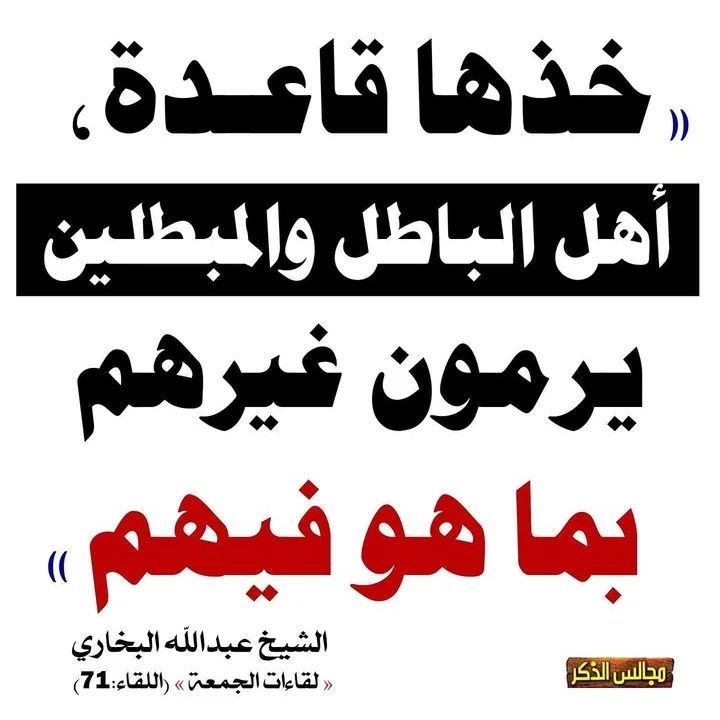 (( خذها قاعدة ،
أهل الباطل والمبطلين
يرمون غيرهم
بما هو فيهم ))
الشيخ عبدالله البخاري
« لقاءات الجمعة » (اللقاء:71)
مجالس الذكر